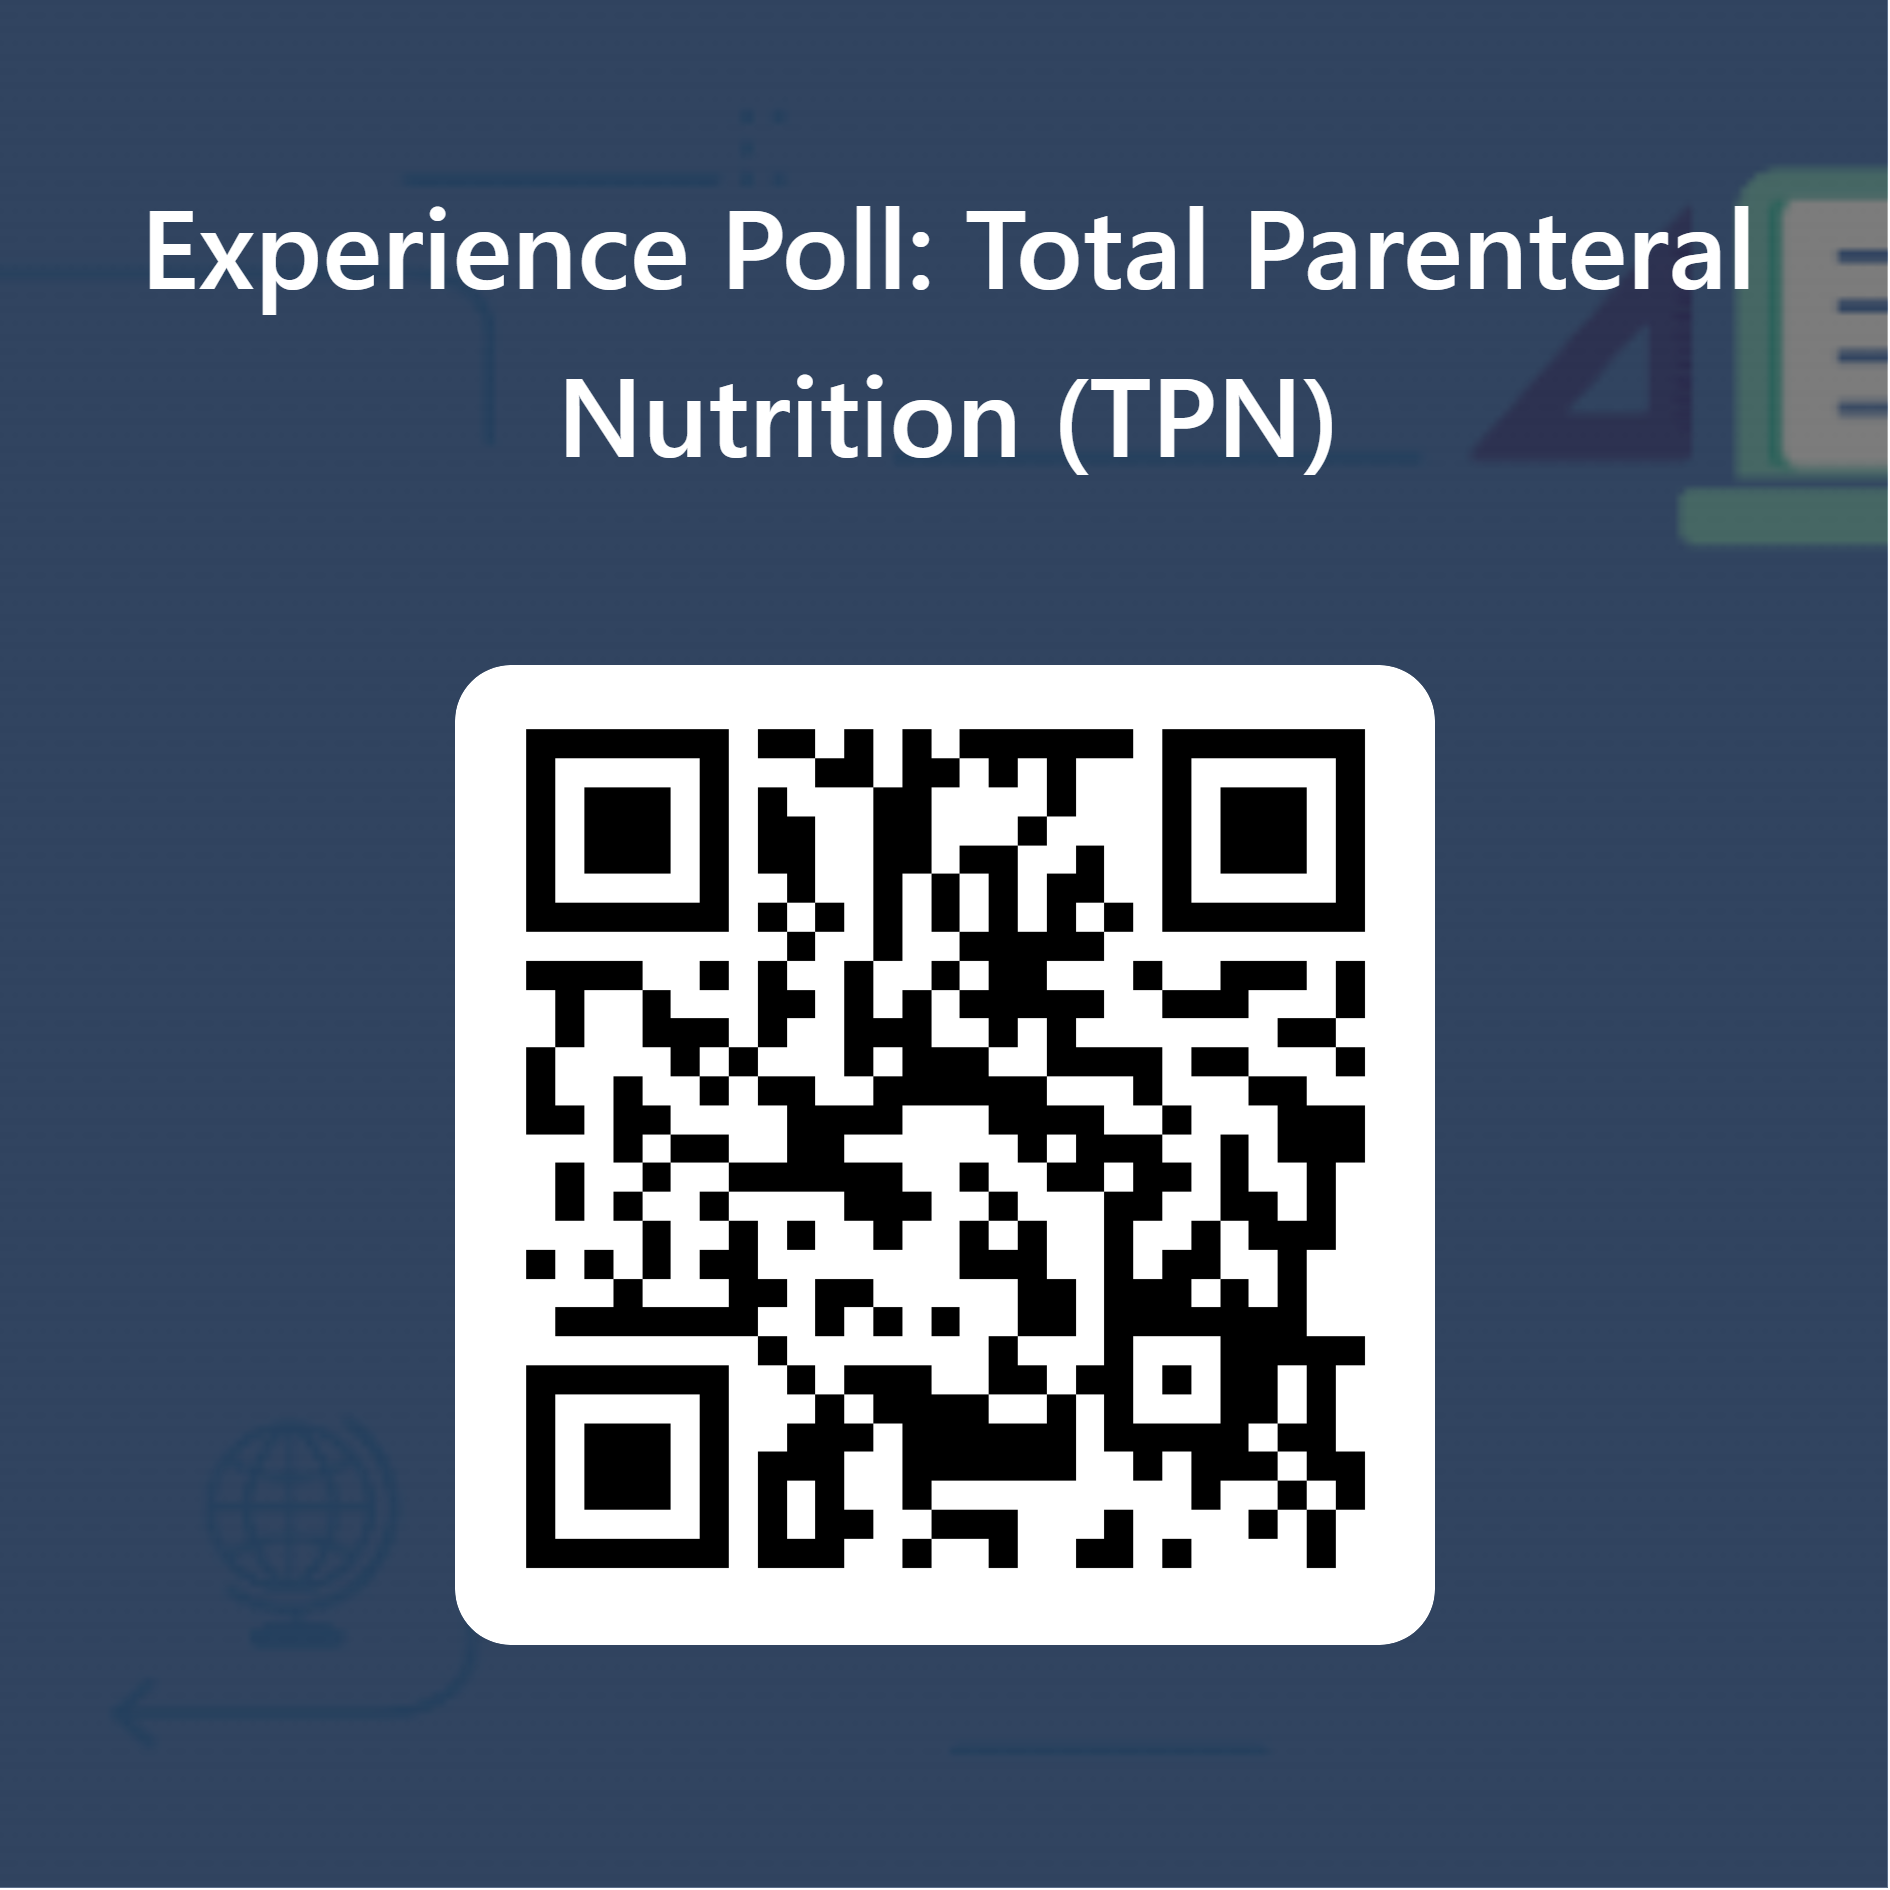 Experience Poll: Total Parenteral
Nutrition (TPN)